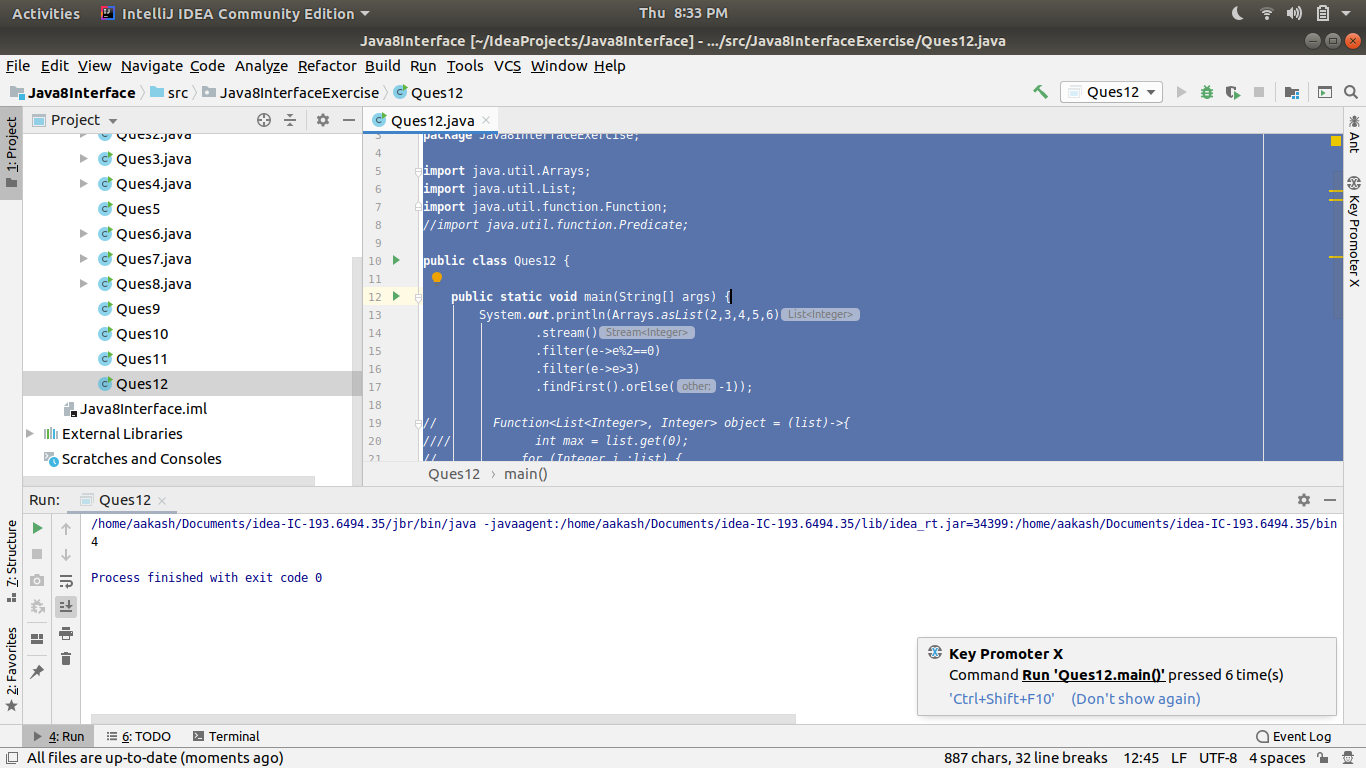 Activities IntelliJ IDEA Community Edition Thu 8:33 PM
Java8Interface [~/IdeaProjects/Java8Interface] - .../src/Java8InterfaceExercise/Ques12.java
File Edit View Navigate Code Analyze Refactor Build Run Tools VCS Window Help
Java8Interface src Java8InterfaceExercise Ques12 Ques12
1: Project
Project
Ques2.java
Ques3.java
Ques4.java
Ques5
Ques6.java
Ques7.java
Ques8.java
Ques9
Ques10
Ques11
Ques12
Java8Interface.iml
External Libraries
Scratches and Consoles
Ques12.java
3 package Java8InterfaceExercise;
4
5 import java.util.Arrays;
6 import java.util.List;
7 import java.util.function.Function;
8 //import java.util.function.Predicate;
9
10 public class Ques12 {
11
12 public static void main(String[] args) {
13 System.out.println(Arrays.asList(2,3,4,5,6) List<Integer>
14 .stream() Stream<Integer>
15 .filter(e->e%2==0)
16 .filter(e->e>3)
17 .findFirst().orElse( other: -1));
18
19 // Function<List<Integer>, Integer> object = (list)->{
20 //// int max = list.get(0);
21 // for (Integer i :list) {
Ques12 › main()
Ant
Key Promoter X
7: Structure
2: Favorites
Run: Ques12
/home/aakash/Documents/idea-IC-193.6494.35/jbr/bin/java -javaagent:/home/aakash/Documents/idea-IC-193.6494.35/lib/idea_rt.jar=34399:/home/aakash/Documents/idea-IC-193.6494.35/bin
4
Process finished with exit code 0
Key Promoter X
Command Run 'Ques12.main()' pressed 6 time(s)
'Ctrl+Shift+F10' (Don't show again)
4: Run 6: TODO Terminal Event Log
All files are up-to-date (moments ago) 887 chars, 32 line breaks 12:45 LF UTF-8 4 spaces